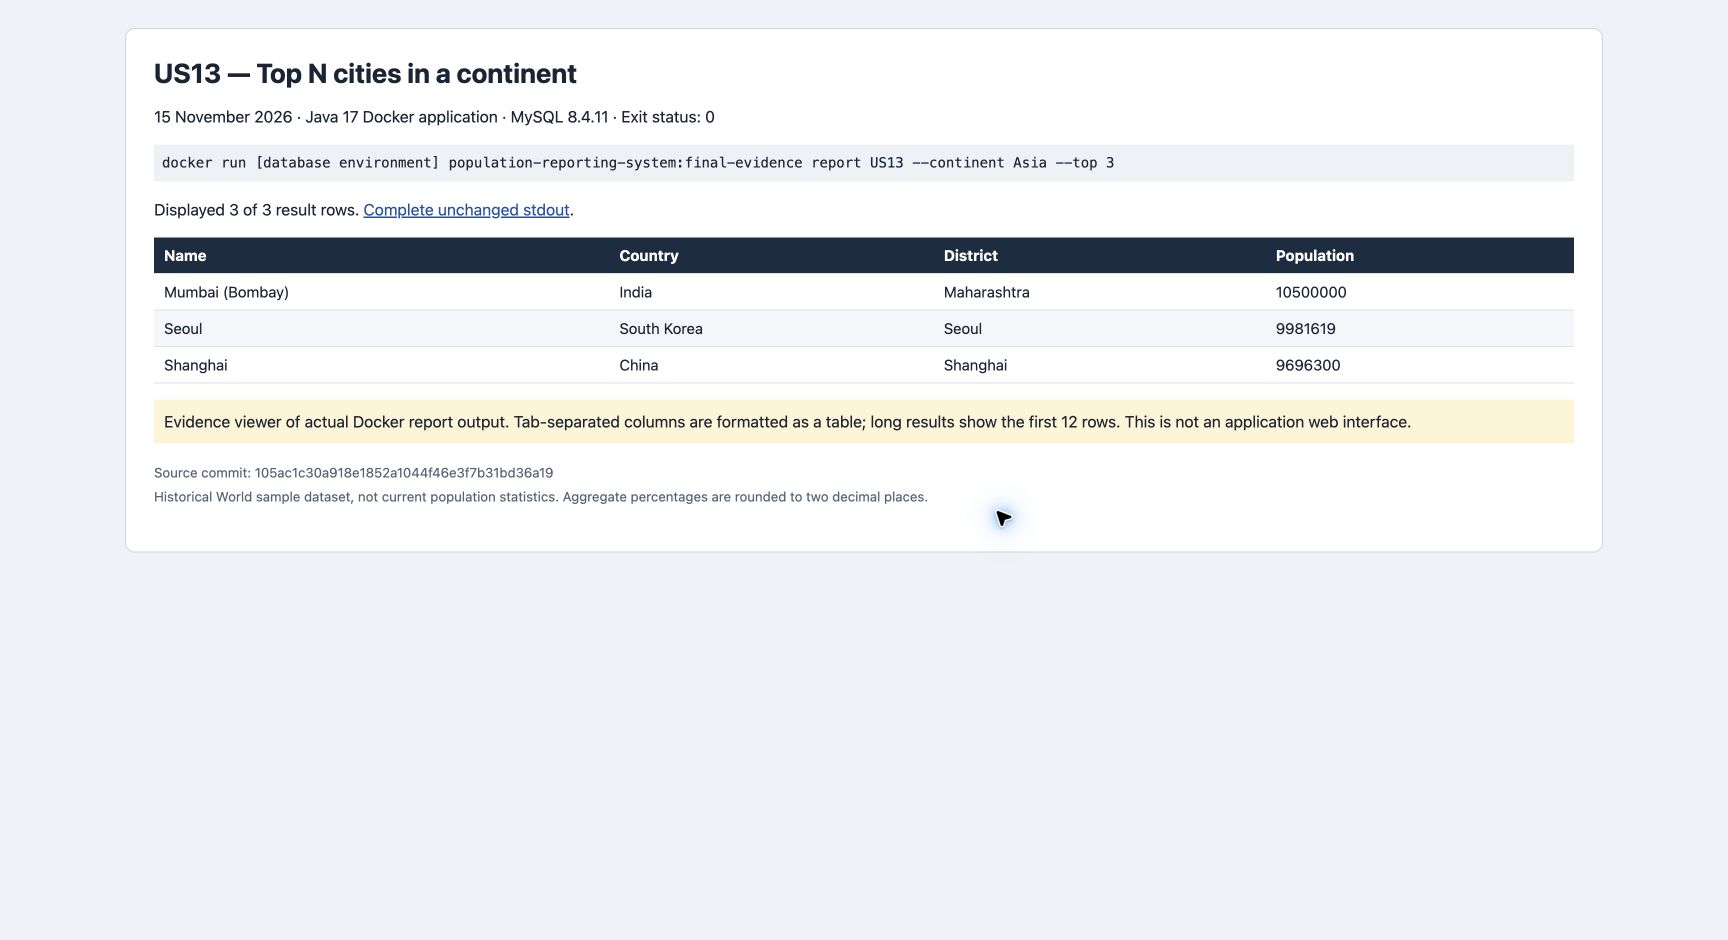 US13 — Top N cities in a continent
15 November 2026 · Java 17 Docker application · MySQL 8.4.11 · Exit status: 0
docker run [database environment] population-reporting-system:final-evidence report US13 --continent Asia --top 3
Displayed 3 of 3 result rows. Complete unchanged stdout.
Name Country District Population
Mumbai (Bombay) India Maharashtra 10500000
Seoul South Korea Seoul 9981619
Shanghai China Shanghai 9696300
Evidence viewer of actual Docker report output. Tab-separated columns are formatted as a table; long results show the first 12 rows. This is not an application web interface.
Source commit: 105ac1c30a918e1852a1044f46e3f7b31bd36a19
Historical World sample dataset, not current population statistics. Aggregate percentages are rounded to two decimal places.